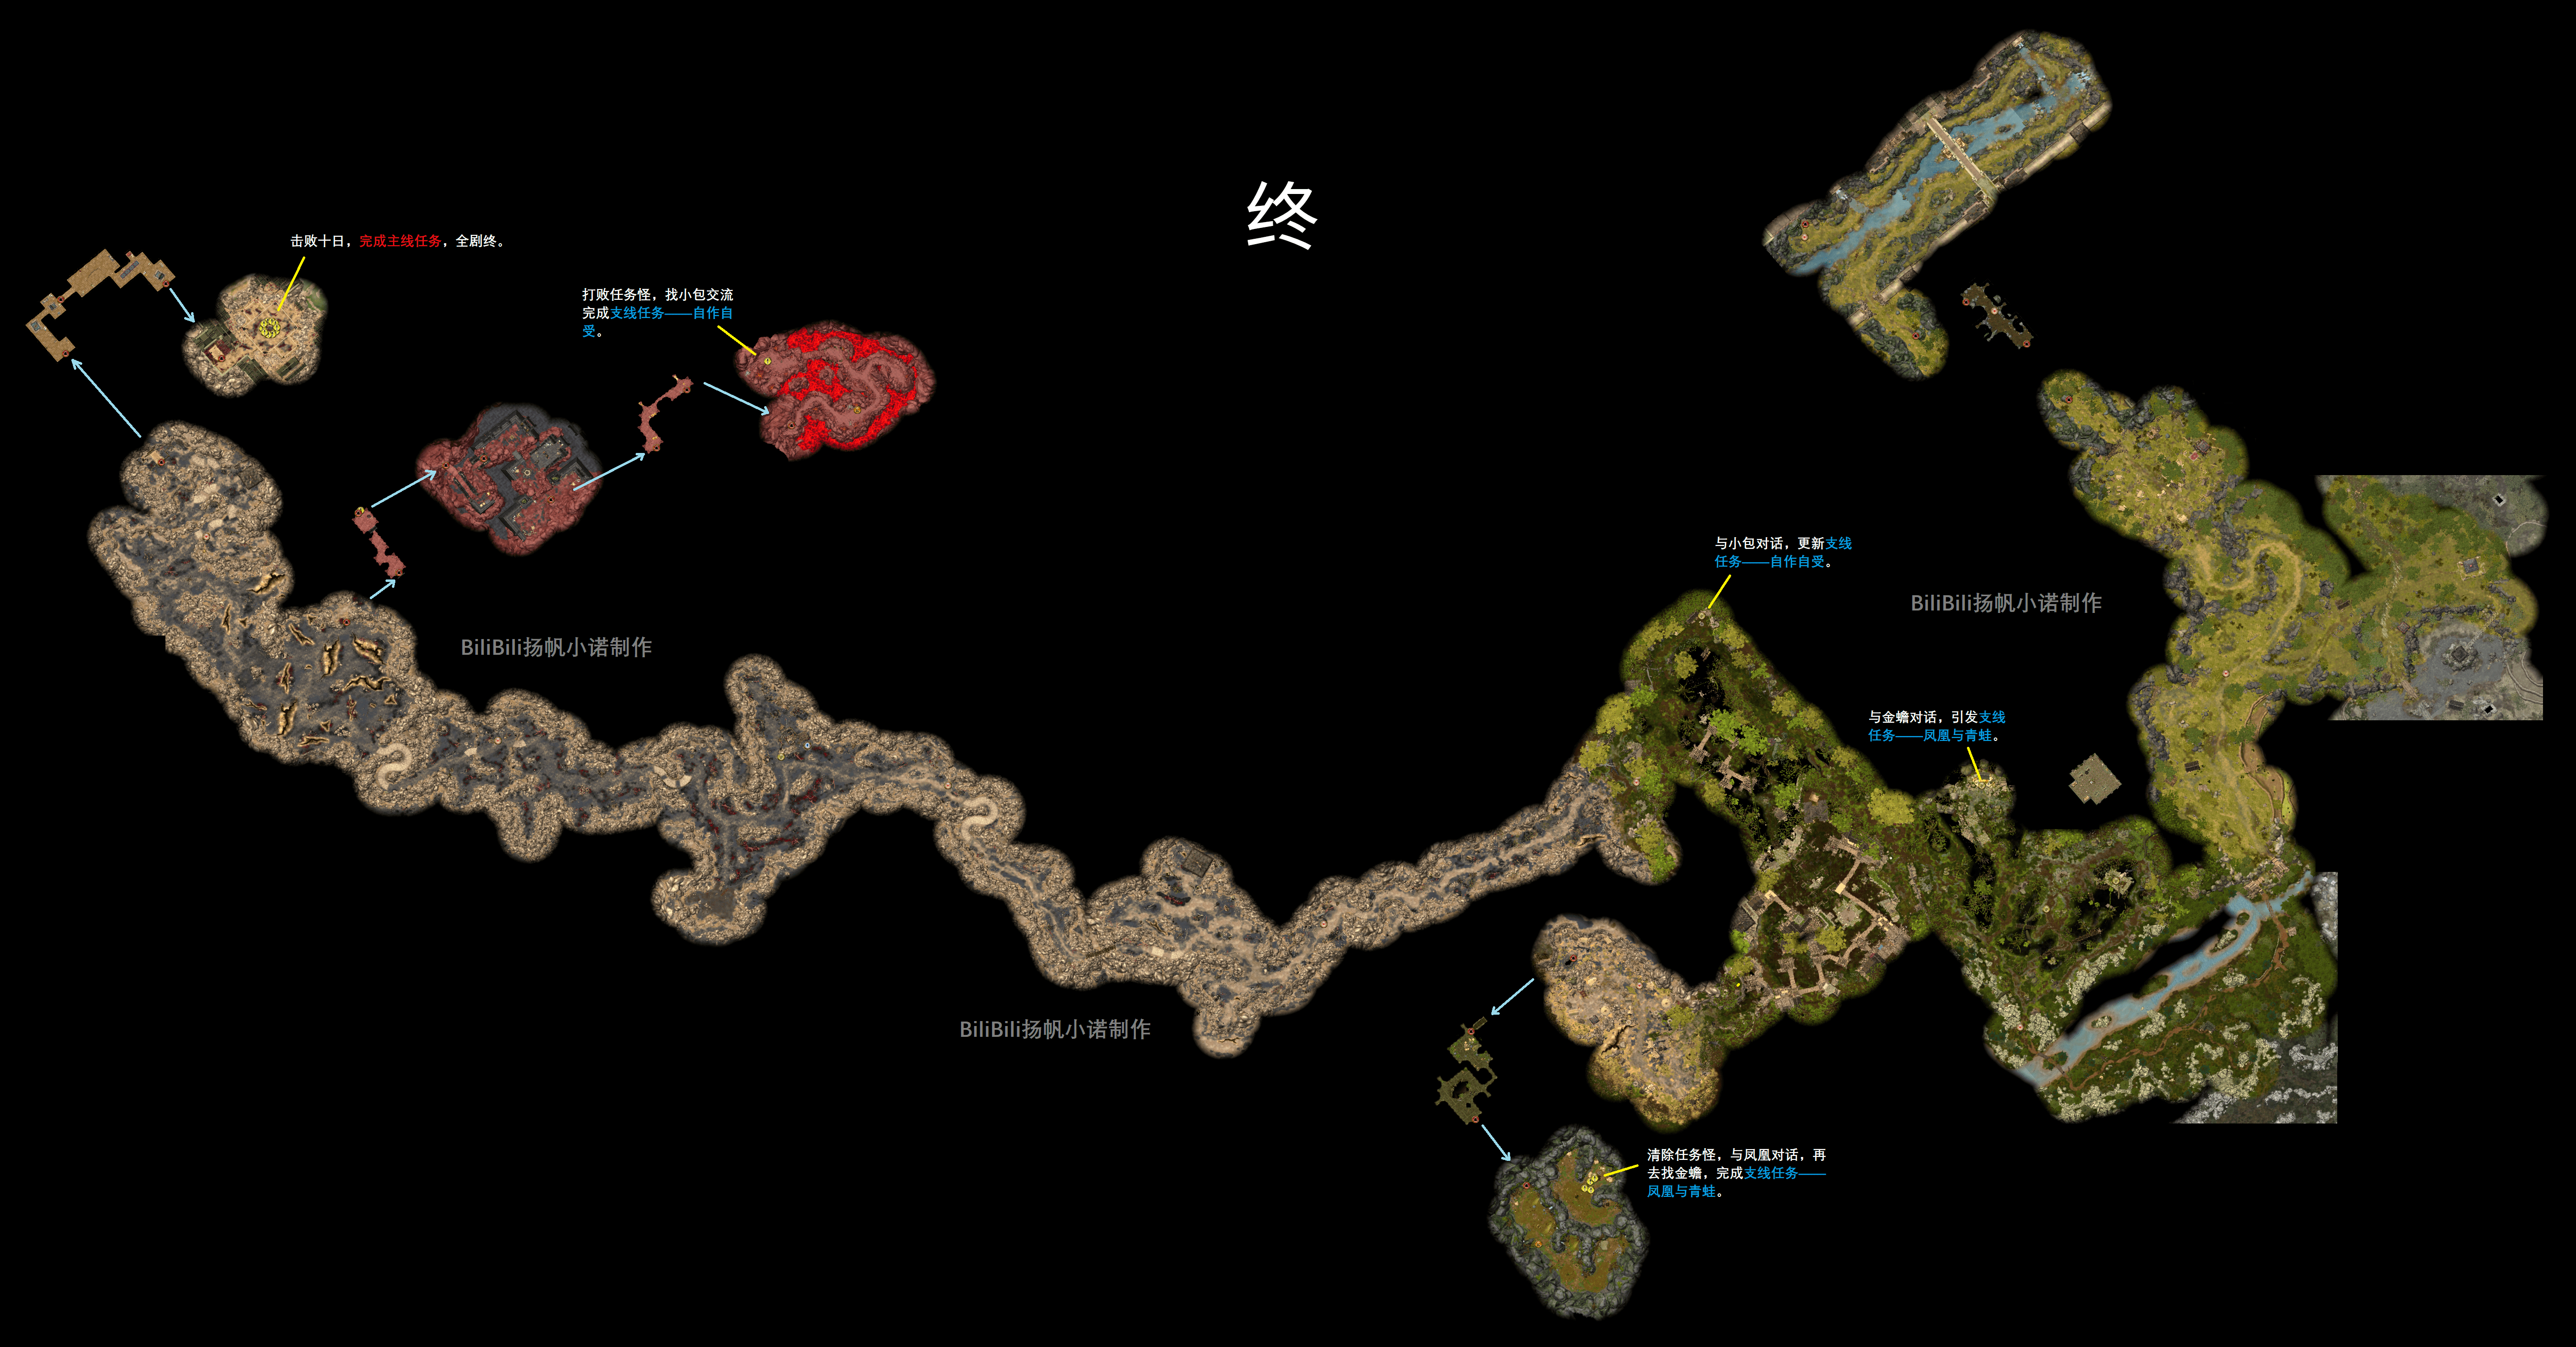 终
击败十日，完成主线任务，全剧终。
打败任务怪，找小包交流
完成支线任务——自作自
受。
与小包对话，更新支线
任务——自作自受。
BiliBili扬帆小诺制作
BiliBili扬帆小诺制作
与金蟾对话，引发支线
任务——凤凰与青蛙。
BiliBili扬帆小诺制作
清除任务怪，与凤凰对话，再
去找金蟾，完成支线任务——
凤凰与青蛙。